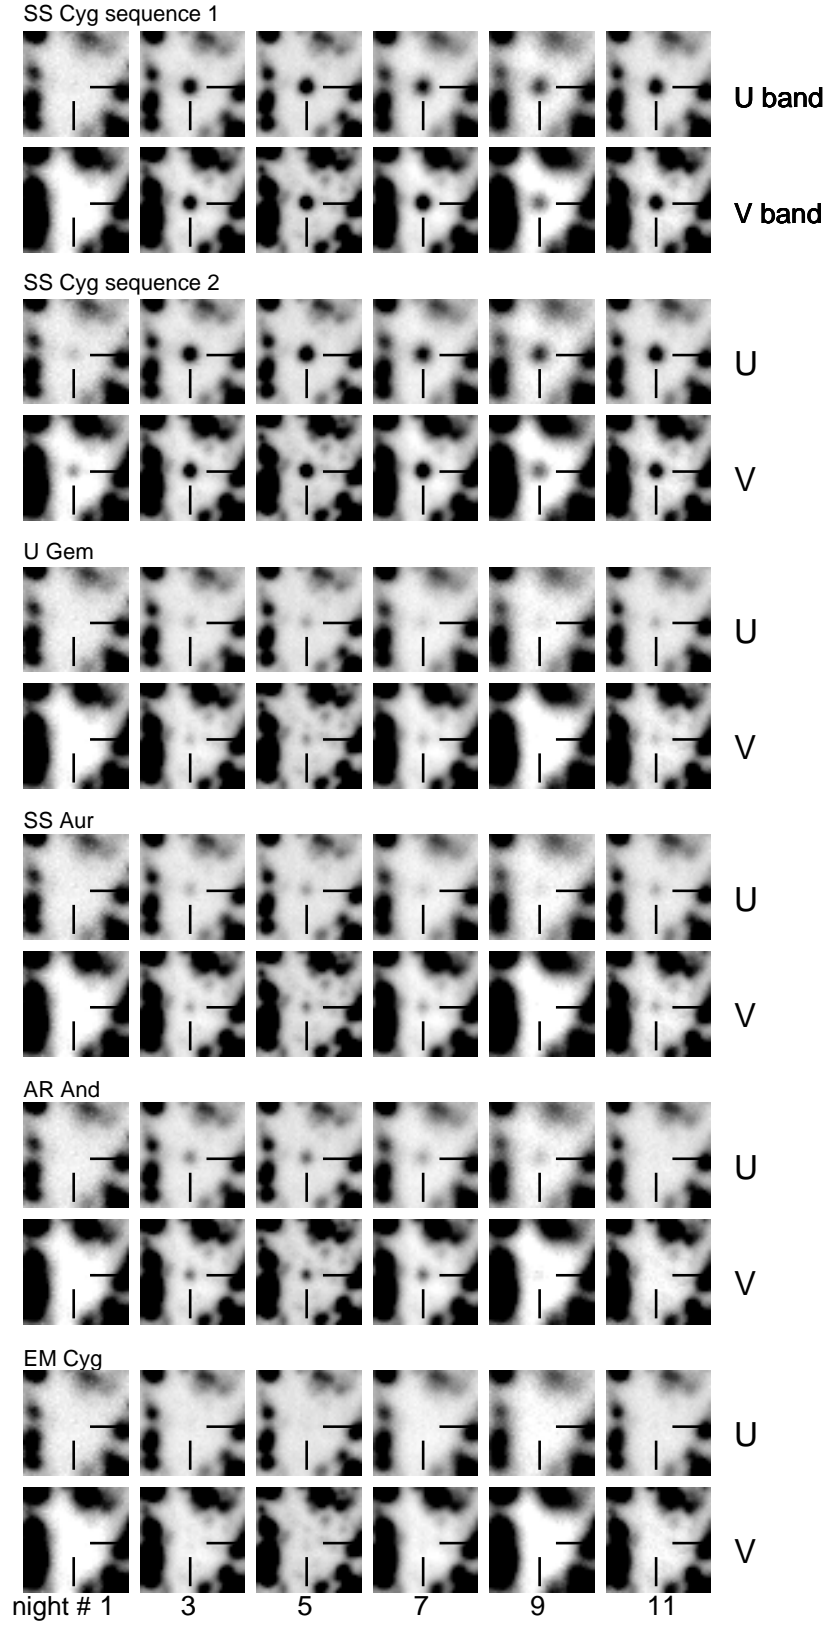 SS Cyg sequence 1
U band
V band
SS Cyg sequence 2
U
V
U Gem
U
V
SS Aur
U
V
AR And
U
V
EM Cyg
U
V
night # 1 3 5 7 9 11